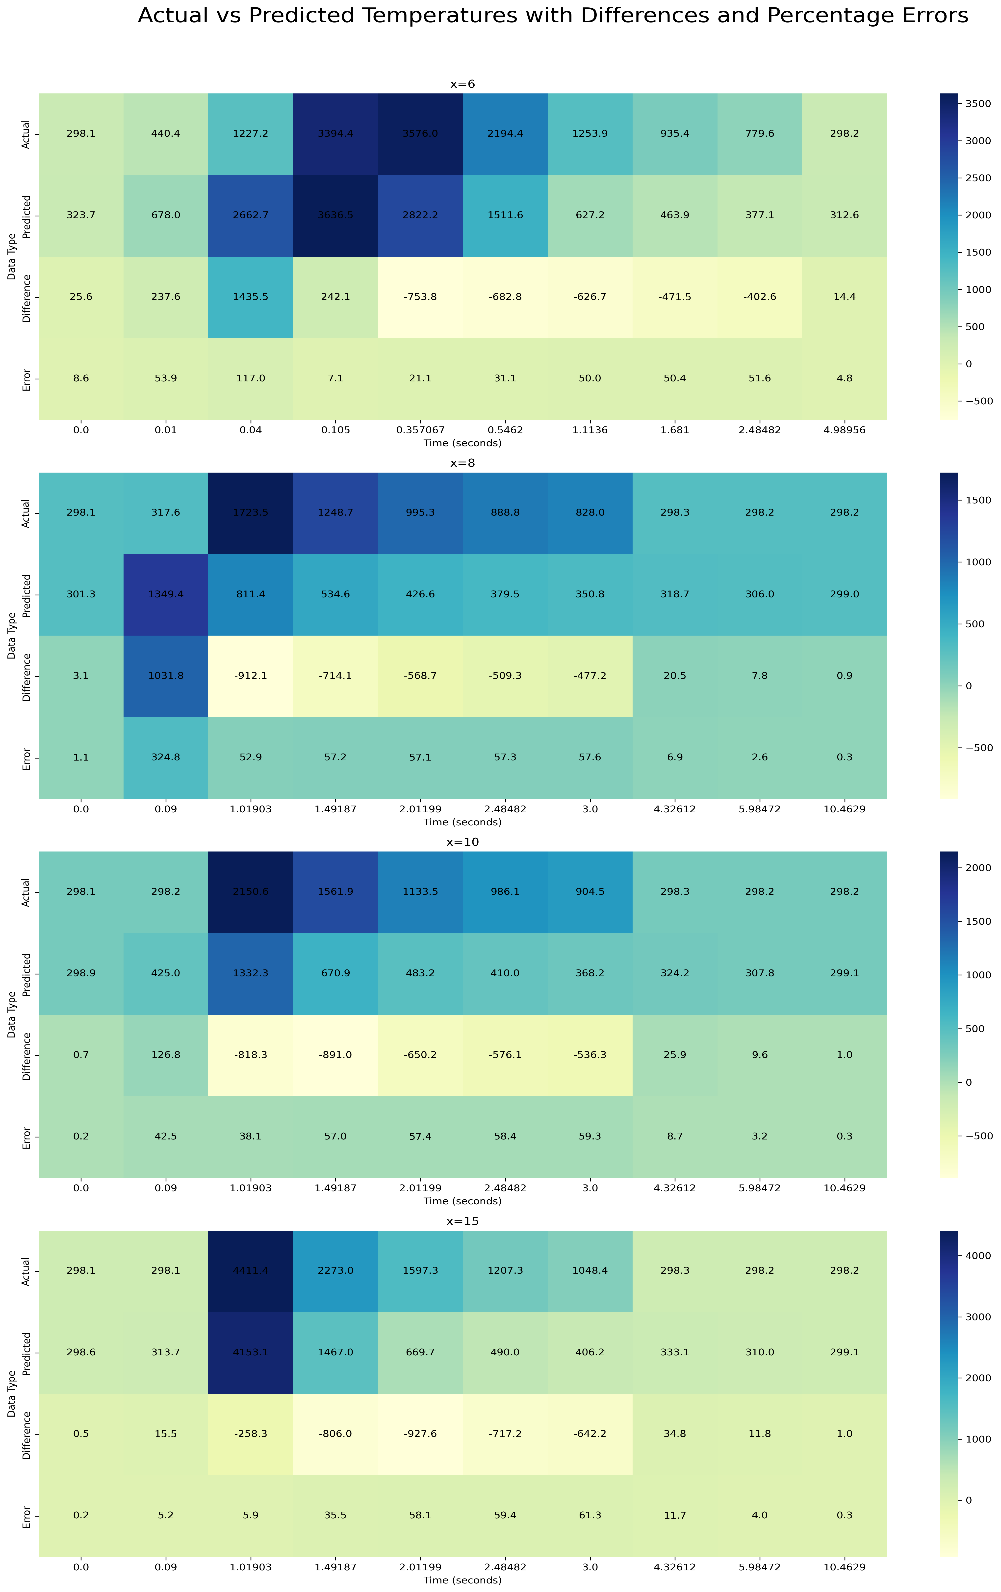 Actual vs Predicted Temperatures with Differences and Percentage Errors
x=6
Actual 298.1 440.4 1227.2 3394.4 3576.0 2194.4 1253.9 935.4 779.6 298.2
Predicted 323.7 678.0 2662.7 3636.5 2822.2 1511.6 627.2 463.9 377.1 312.6
Data Type
Difference 25.6 237.6 1435.5 242.1 -753.8 -682.8 -626.7 -471.5 -402.6 14.4
Error 8.6 53.9 117.0 7.1 21.1 31.1 50.0 50.4 51.6 4.8
0.0 0.01 0.04 0.105 0.357067 0.5462 1.1136 1.681 2.48482 4.98956
Time (seconds)
3500
3000
2500
2000
1500
1000
500
0
−500
x=8
Actual 298.1 317.6 1723.5 1248.7 995.3 888.8 828.0 298.3 298.2 298.2
Predicted 301.3 1349.4 811.4 534.6 426.6 379.5 350.8 318.7 306.0 299.0
Data Type
Difference 3.1 1031.8 -912.1 -714.1 -568.7 -509.3 -477.2 20.5 7.8 0.9
Error 1.1 324.8 52.9 57.2 57.1 57.3 57.6 6.9 2.6 0.3
0.0 0.09 1.01903 1.49187 2.01199 2.48482 3.0 4.32612 5.98472 10.4629
Time (seconds)
1500
1000
500
0
−500
x=10
Actual 298.1 298.2 2150.6 1561.9 1133.5 986.1 904.5 298.3 298.2 298.2
Predicted 298.9 425.0 1332.3 670.9 483.2 410.0 368.2 324.2 307.8 299.1
Data Type
Difference 0.7 126.8 -818.3 -891.0 -650.2 -576.1 -536.3 25.9 9.6 1.0
Error 0.2 42.5 38.1 57.0 57.4 58.4 59.3 8.7 3.2 0.3
0.0 0.09 1.01903 1.49187 2.01199 2.48482 3.0 4.32612 5.98472 10.4629
Time (seconds)
2000
1500
1000
500
0
−500
x=15
Actual 298.1 298.1 4411.4 2273.0 1597.3 1207.3 1048.4 298.3 298.2 298.2
Predicted 298.6 313.7 4153.1 1467.0 669.7 490.0 406.2 333.1 310.0 299.1
Data Type
Difference 0.5 15.5 -258.3 -806.0 -927.6 -717.2 -642.2 34.8 11.8 1.0
Error 0.2 5.2 5.9 35.5 58.1 59.4 61.3 11.7 4.0 0.3
0.0 0.09 1.01903 1.49187 2.01199 2.48482 3.0 4.32612 5.98472 10.4629
Time (seconds)
4000
3000
2000
1000
0